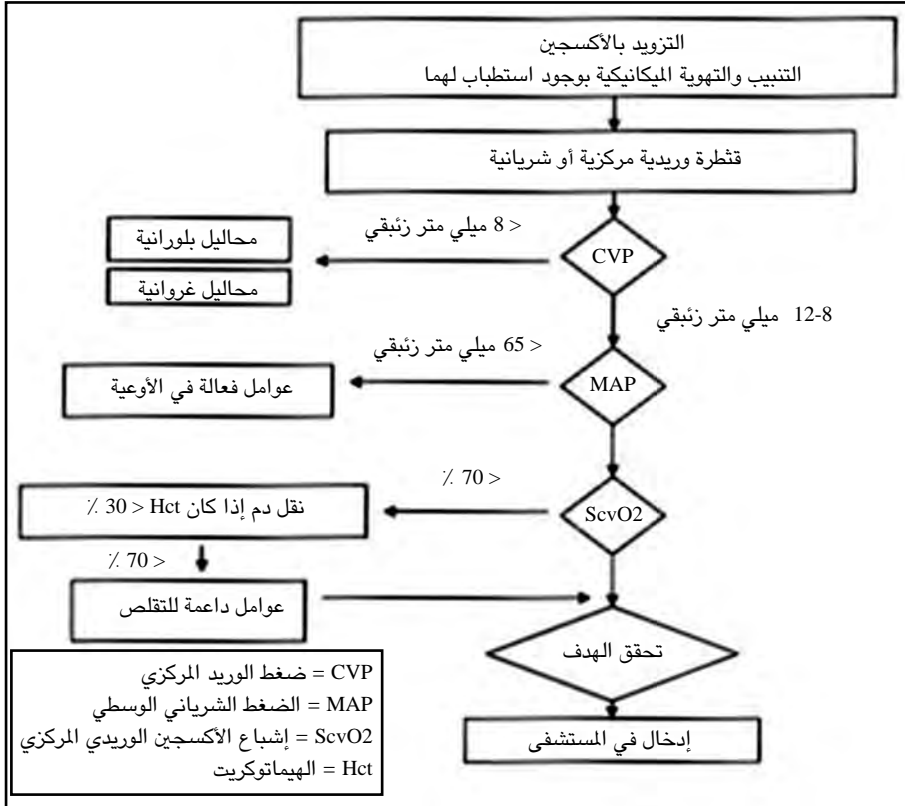 التزويد بالأكسجين
التنبيب والتهوية الميكانيكية بوجود استطباب لهما
قثطرة وريدية مركزية أو شريانية
< 8 ميلي متر زئبقي
CVP
محاليل بلورانية
محاليل غروانية
12-8 ميلي متر زئبقي
< 65 ميلي متر زئبقي
MAP
عوامل فعالة في الأوعية
< 70 ٪
ScvO2
نقل دم إذا كان Hct < 30 ٪
< 70 ٪
عوامل داعمة للتقلص
تحقق الهدف
إدخال في المستشفى
CVP = ضغط الوريد المركزي
MAP = الضغط الشرياني الوسطي
ScvO2 = إشباع الأكسجين الوريدي المركزي
Hct = الهيماتوكريت